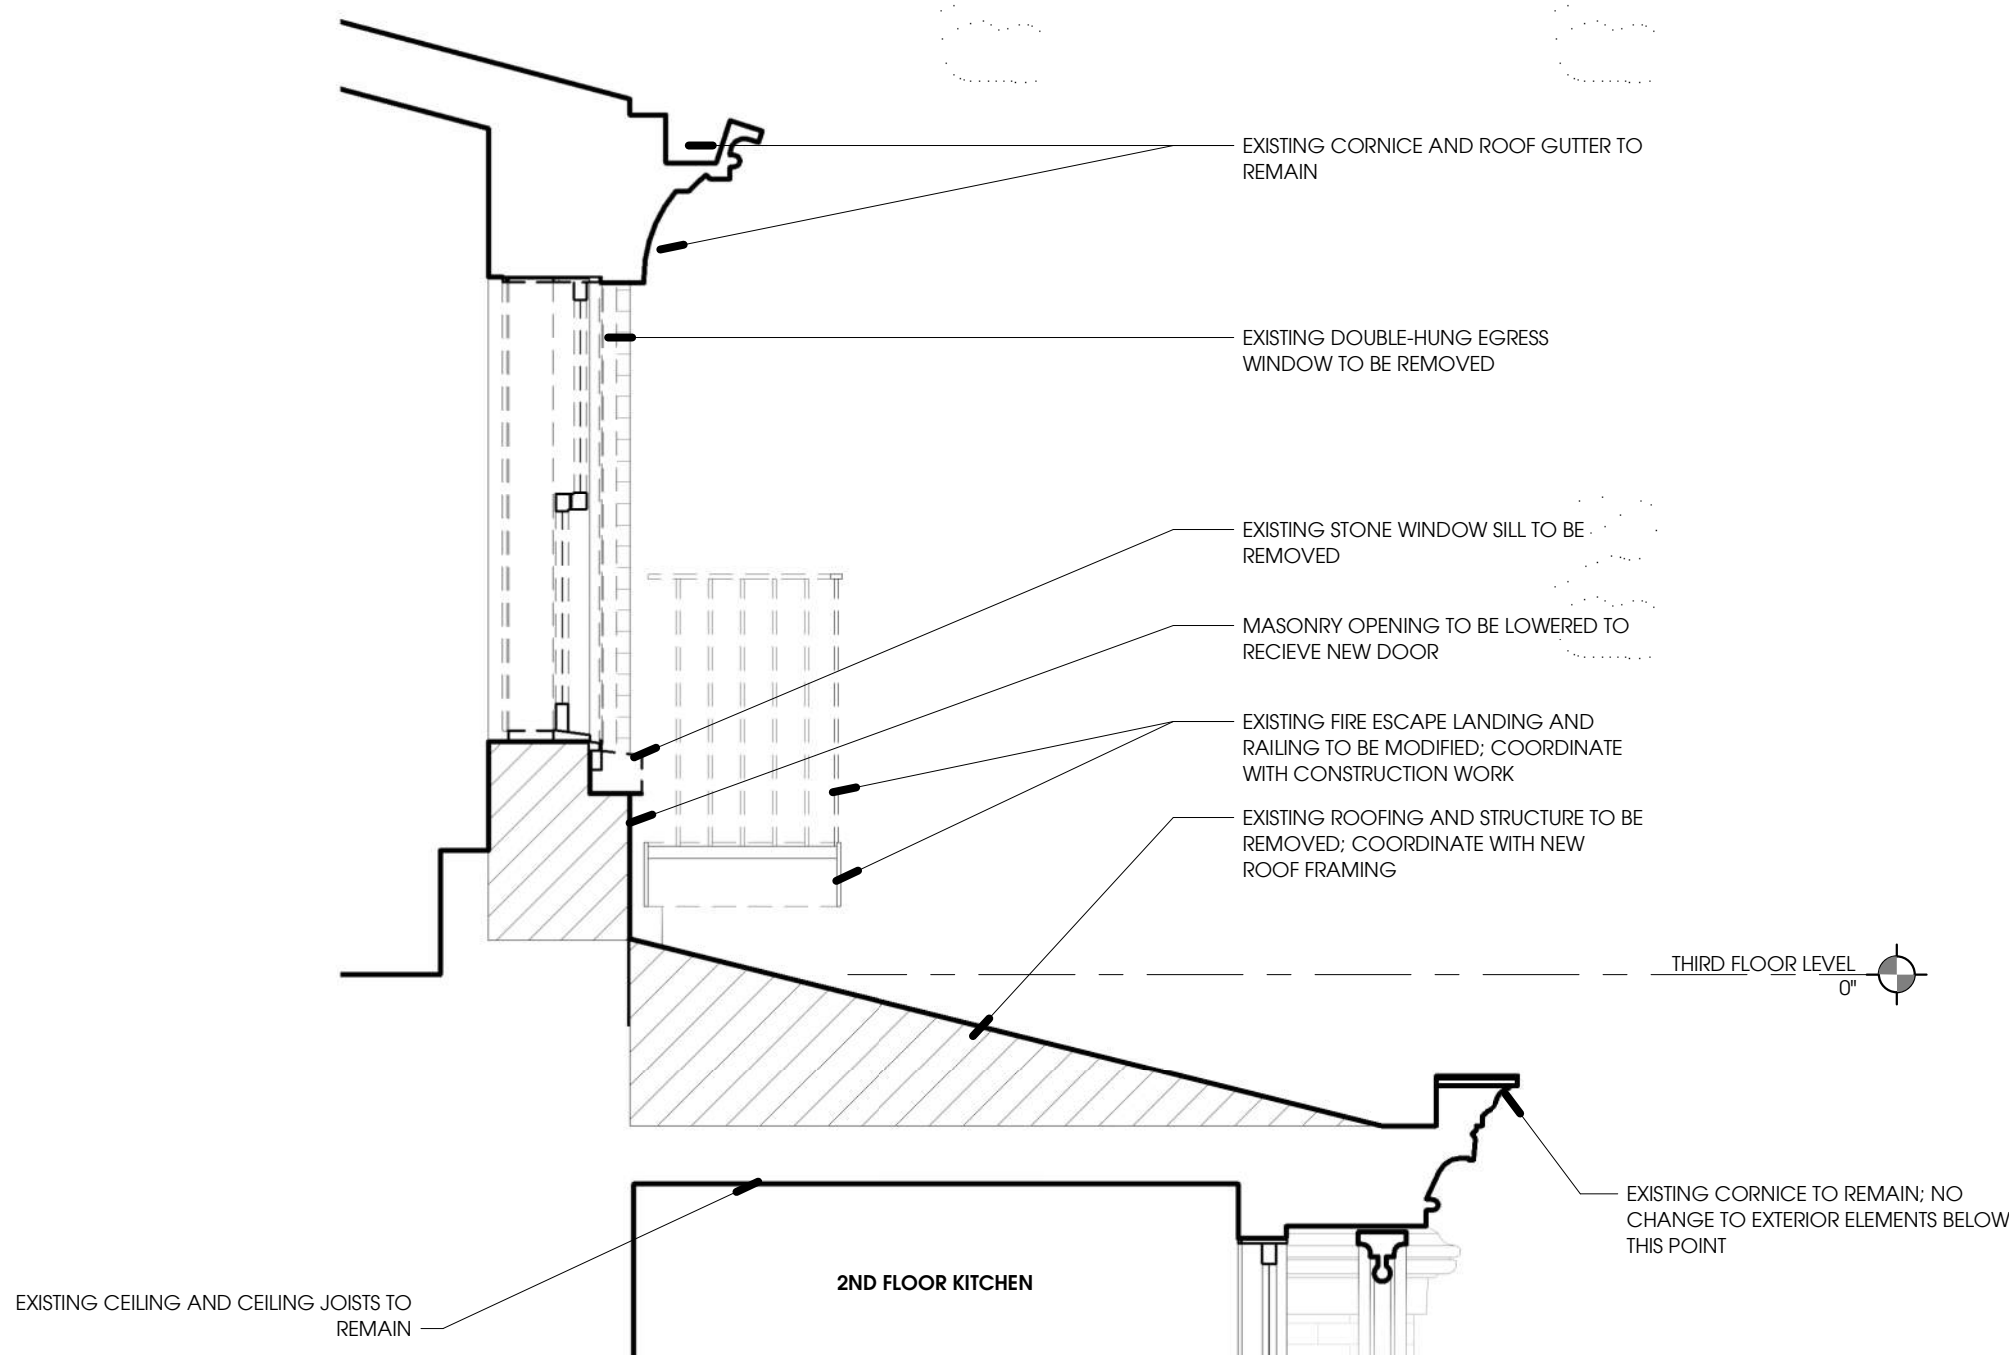 EXISTING CORNICE AND ROOF GUTTER TO
REMAIN
EXISTING DOUBLE-HUNG EGRESS
WINDOW TO BE REMOVED
EXISTING STONE WINDOW SILL TO BE
REMOVED
MASONRY OPENING TO BE LOWERED TO
RECIEVE NEW DOOR
EXISTING FIRE ESCAPE LANDING AND
RAILING TO BE MODIFIED; COORDINATE
WITH CONSTRUCTION WORK
EXISTING ROOFING AND STRUCTURE TO BE
REMOVED; COORDINATE WITH NEW
ROOF FRAMING
THIRD FLOOR LEVEL
0"
EXISTING CORNICE TO REMAIN; NO
CHANGE TO EXTERIOR ELEMENTS BELOW
THIS POINT
2ND FLOOR KITCHEN
EXISTING CEILING AND CEILING JOISTS TO
REMAIN